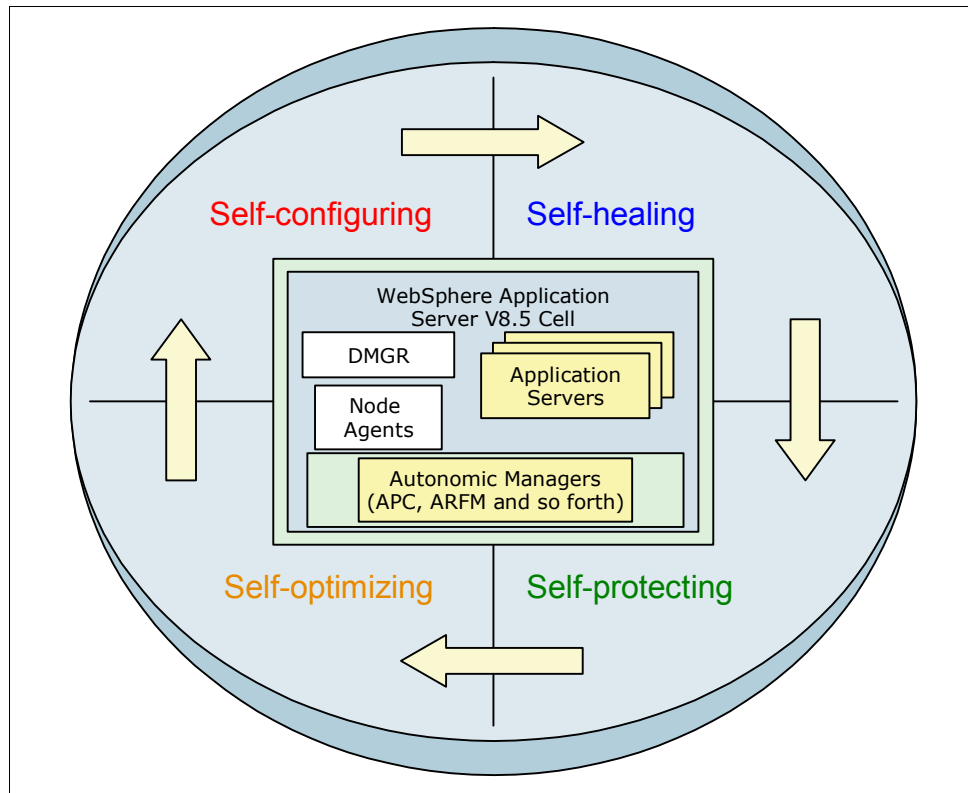 Self-configuring
Self-healing
WebSphere Application
Server V8.5 Cell
DMGR
Application
Servers
Node
Agents
Autonomic Managers
(APC, ARFM and so forth)
Self-optimizing
Self-protecting